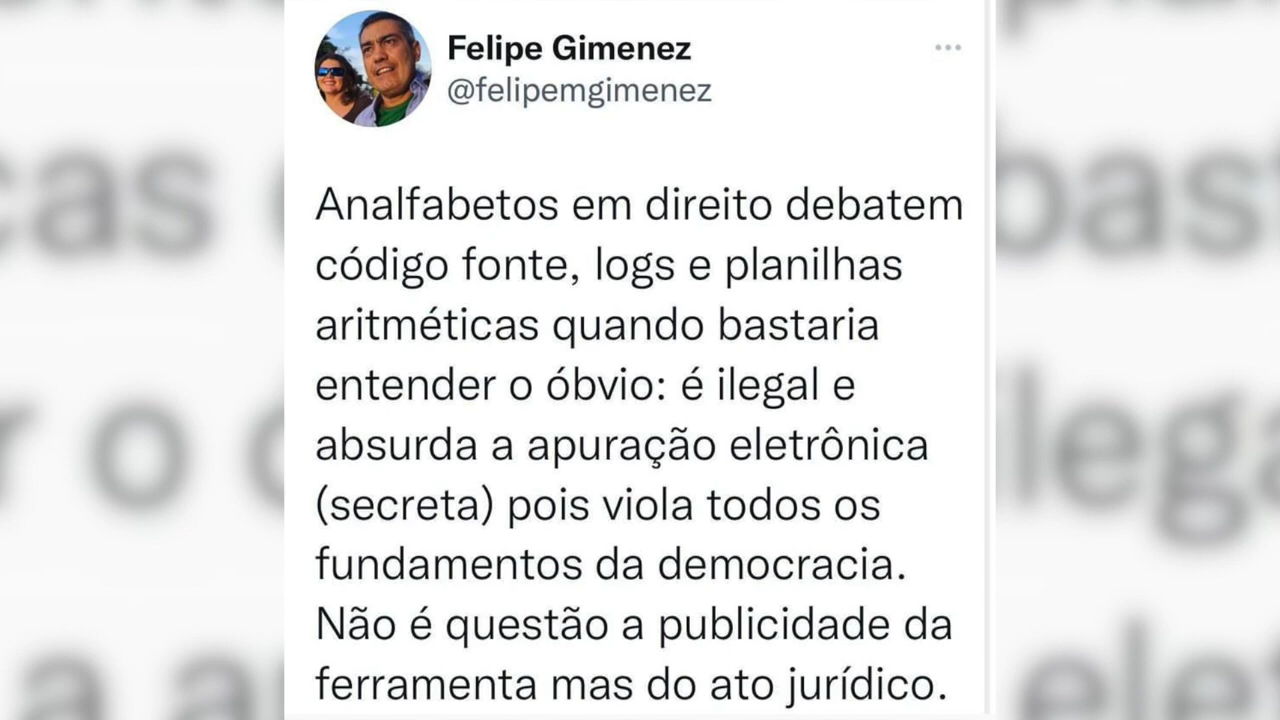 Felipe Gimenez
@felipemgimenez
Analfabetos em direito debatem
código fonte, logs e planilhas
aritméticas quando bastaria
entender o óbvio: é ilegal e
absurda a apuração eletrônica
(secreta) pois viola todos os
fundamentos da democracia.
Não é questão a publicidade da
ferramenta mas do ato jurídico.